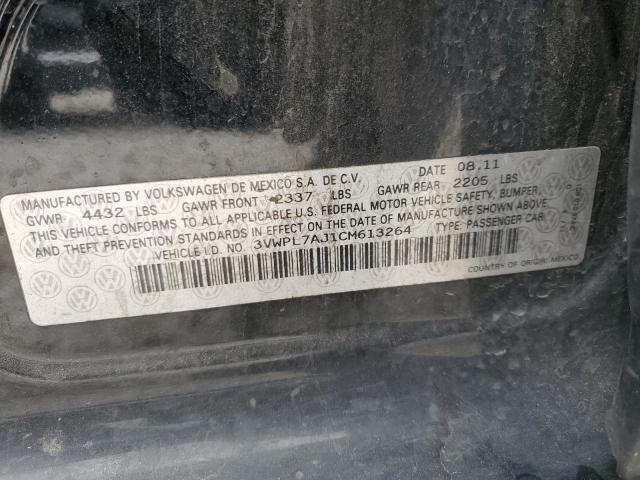 MANUFACTURED BY VOLKSWAGEN DE MEXICO S.A. DE C.V. DATE 08.11
GVWR 4432 LBS GAWR FRONT 2337 LBS GAWR REAR 2205 LBS
THIS VEHICLE CONFORMS TO ALL APPLICABLE U.S. FEDERAL MOTOR VEHICLE SAFETY, BUMPER,
AND THEFT PREVENTION STANDARDS IN EFFECT ON THE DATE OF MANUFACTURE SHOWN ABOVE.
VEHICLE I.D. NO. 3VWPL7AJ1CM613264 TYPE: PASSENGER CAR
COUNTRY OF ORIGIN: MEXICO